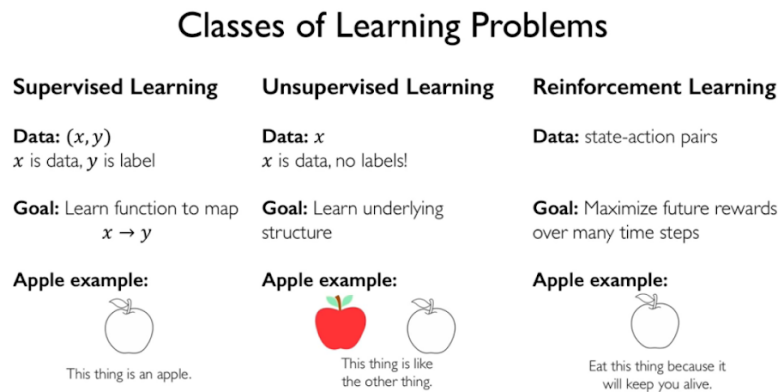 Classes of Learning Problems
Supervised Learning
Data: (x, y)
x is data, y is label
Goal: Learn function to map
x → y
Apple example:
This thing is an apple.
Unsupervised Learning
Data: x
x is data, no labels!
Goal: Learn underlying
structure
Apple example:
This thing is like
the other thing.
Reinforcement Learning
Data: state-action pairs
Goal: Maximize future rewards
over many time steps
Apple example:
Eat this thing because it
will keep you alive.